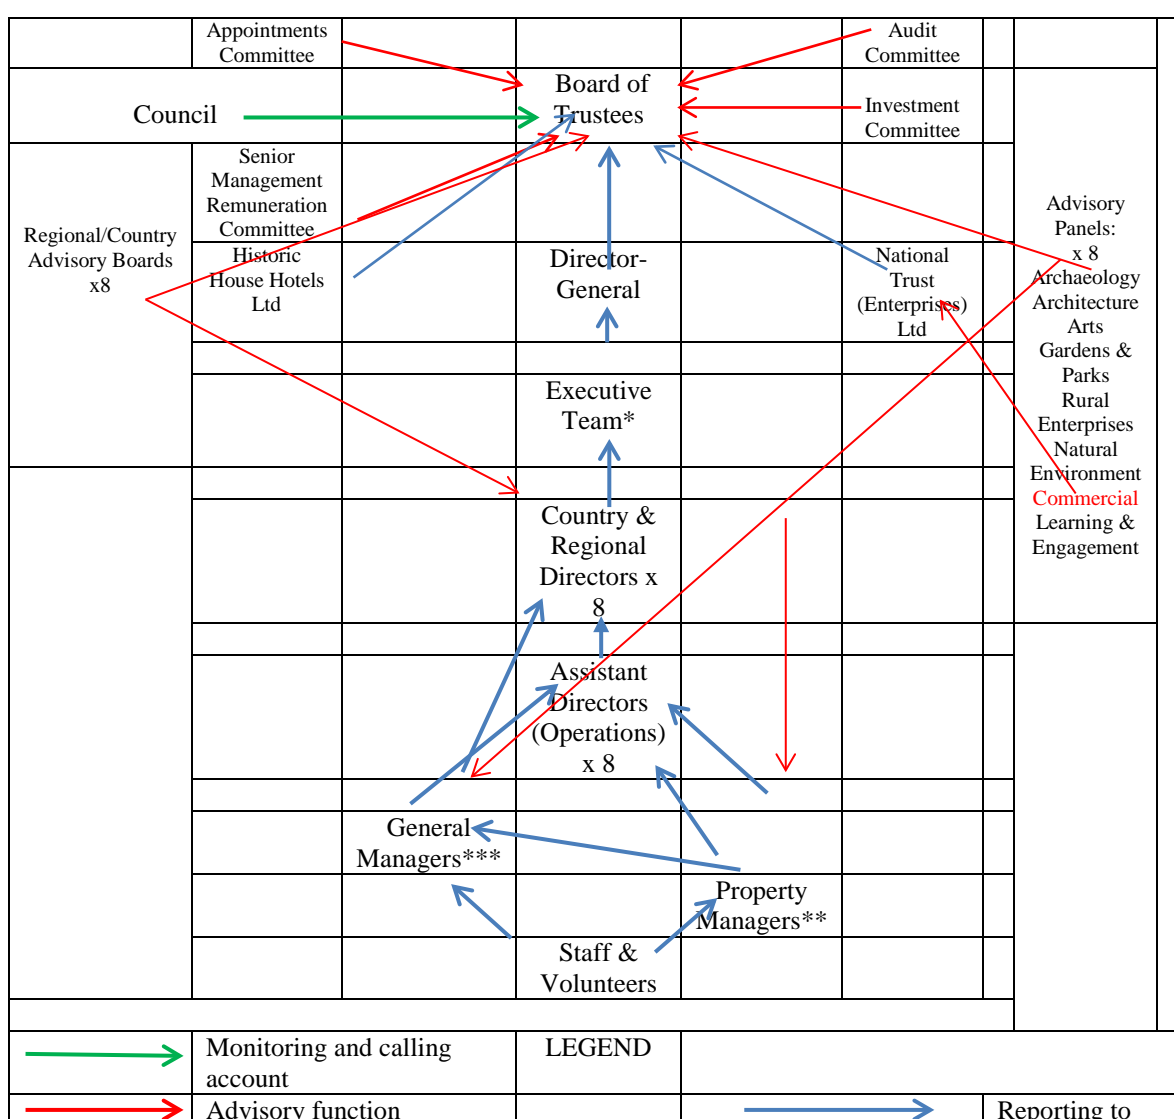 Appointments
Committee
Audit
Committee
Council
Board of
Trustees
Investment
Committee
Regional/Country
Advisory Boards
x8
Senior
Management
Remuneration
Committee
Historic
House Hotels
Ltd
Director-
General
National
Trust
(Enterprises)
Ltd
Advisory
Panels:
x 8
Archaeology
Architecture
Arts
Gardens &
Parks
Rural
Enterprises
Natural
Environment
Commercial
Learning &
Engagement
Executive
Team*
Country &
Regional
Directors x
8
Assistant
Directors
(Operations)
x 8
General
Managers***
Property
Managers**
Staff &
Volunteers
Monitoring and calling
account
LEGEND
Advisory function
Reporting to